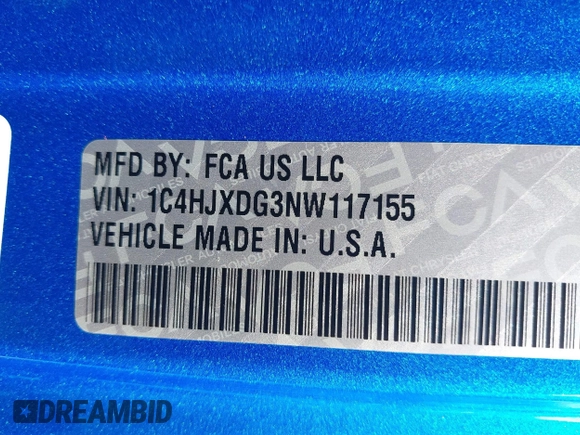 MFD BY: FCA US LLC
VIN: 1C4HJXDG3NW117155
VEHICLE MADE IN: U.S.A.
DREAMBID